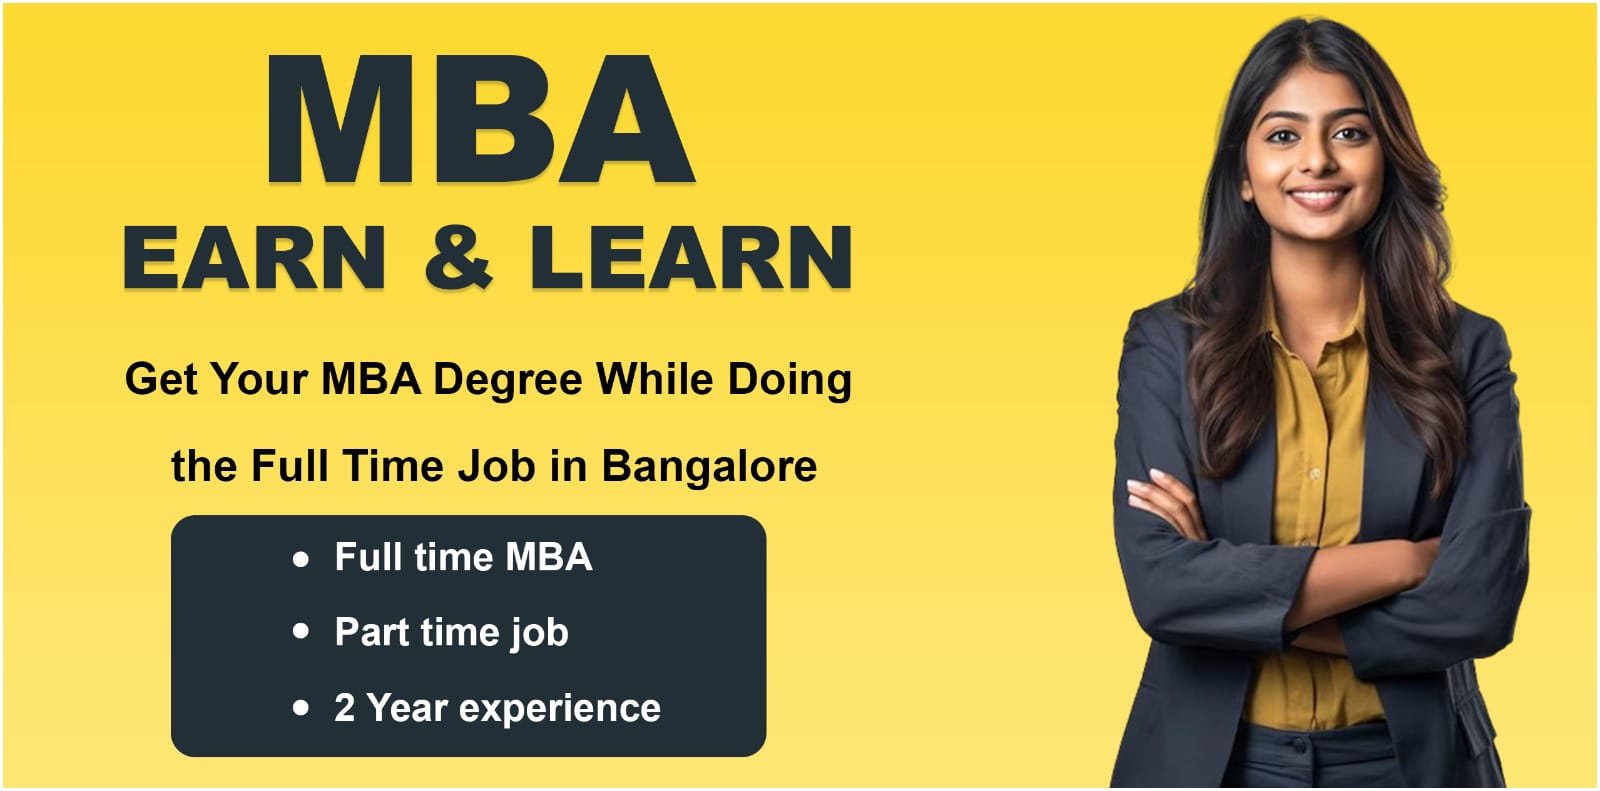 MBA
EARN & LEARN
Get Your MBA Degree While Doing
the Full Time Job in Bangalore
• Full time MBA
• Part time job
• 2 Year experience